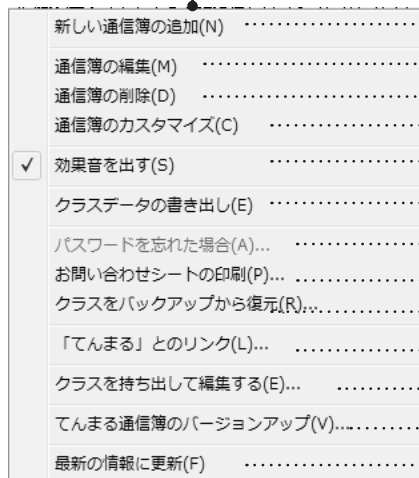 新しい通信簿の追加(N)
通信簿の編集(M)
通信簿の削除(D)
通信簿のカスタマイズ(C)
効果音を出す(S)
クラスデータの書き出し(E)
パスワードを忘れた場合(A)...
お問い合わせシートの印刷(P)...
クラスをバックアップから復元(R)...
「てんまる」とのリンク(L)...
クラスを持ち出して編集する(E)...
てんまる通信簿のバージョンアップ(V)...
最新の情報に更新(F)